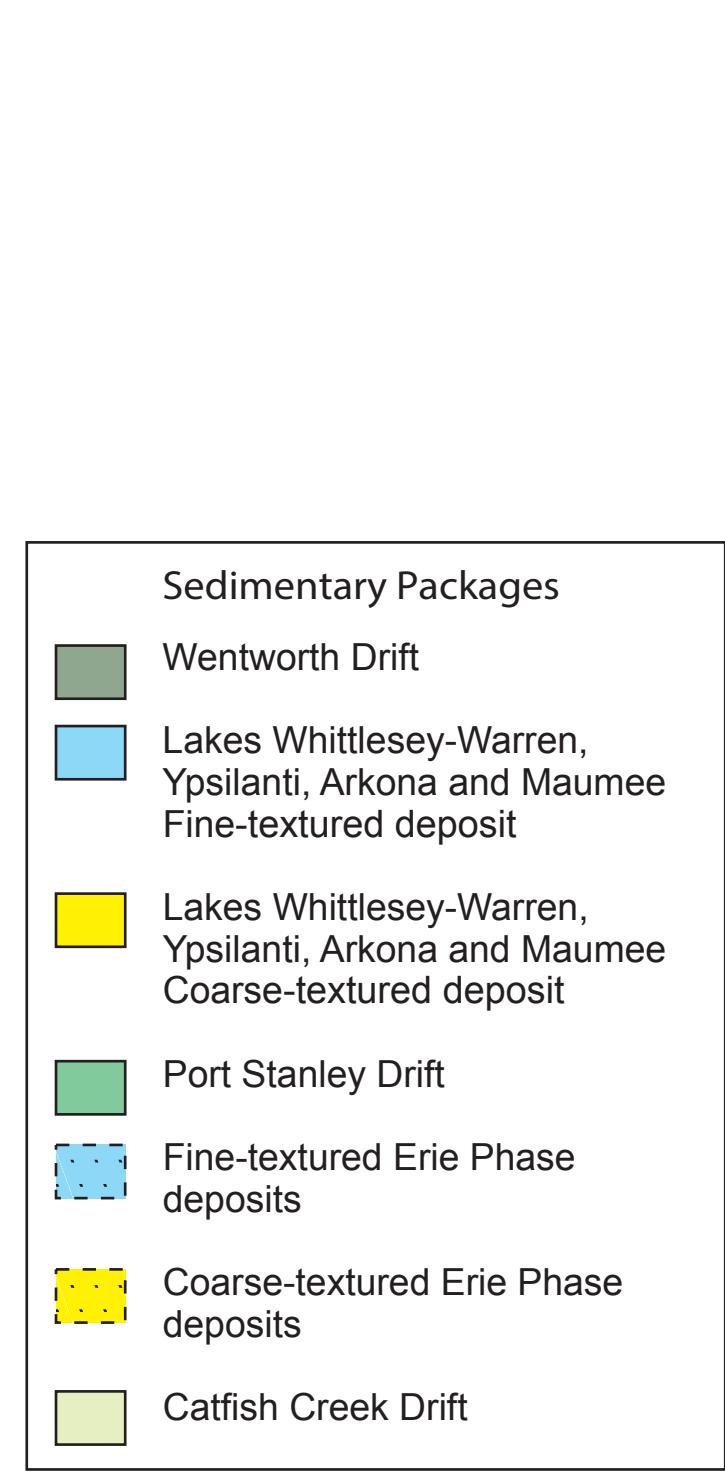 Sedimentary Packages
Wentworth Drift
Lakes Whittlesey-Warren,
Ypsilanti, Arkona and Maumee
Fine-textured deposit
Lakes Whittlesey-Warren,
Ypsilanti, Arkona and Maumee
Coarse-textured deposit
Port Stanley Drift
Fine-textured Erie Phase
deposits
Coarse-textured Erie Phase
deposits
Catfish Creek Drift